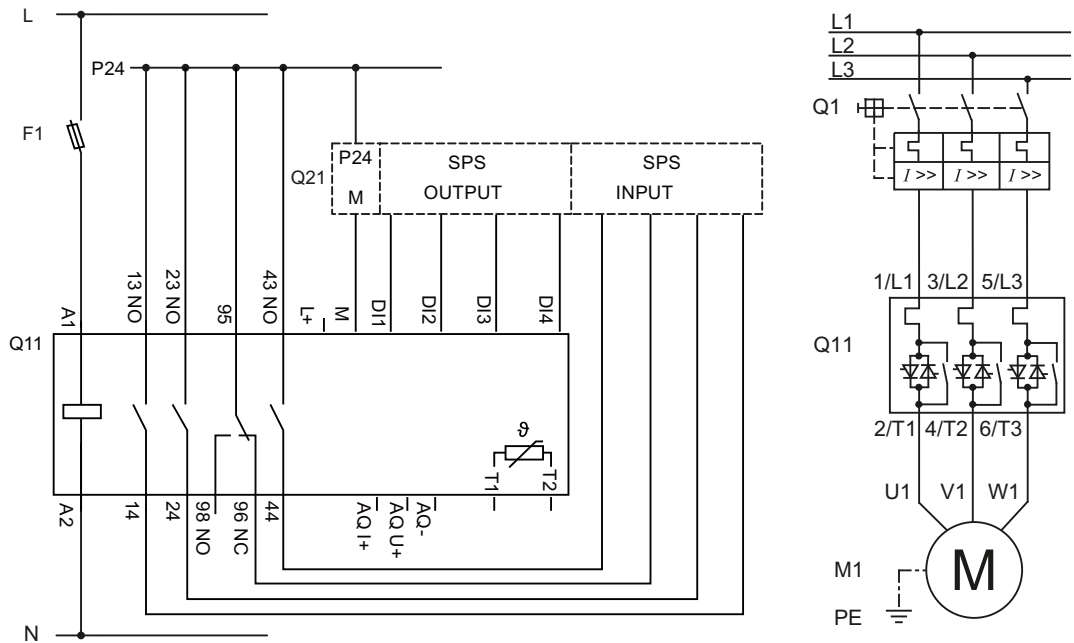 L
P24
F1
Q21
P24
M
SPS
OUTPUT
SPS
INPUT
A1
13 NO
23 NO
95
43 NO
L+
M
DI1
DI2
DI3
DI4
Q11
ϑ
T1
T2
A2
14
24
98 NO
96 NC
44
AQ I+
AQ U+
AQ-
N
L1
L2
L3
Q1
I >>
I >>
I >>
1/L1 3/L2 5/L3
Q11
2/T1 4/T2 6/T3
U1 V1 W1
M1
M
PE